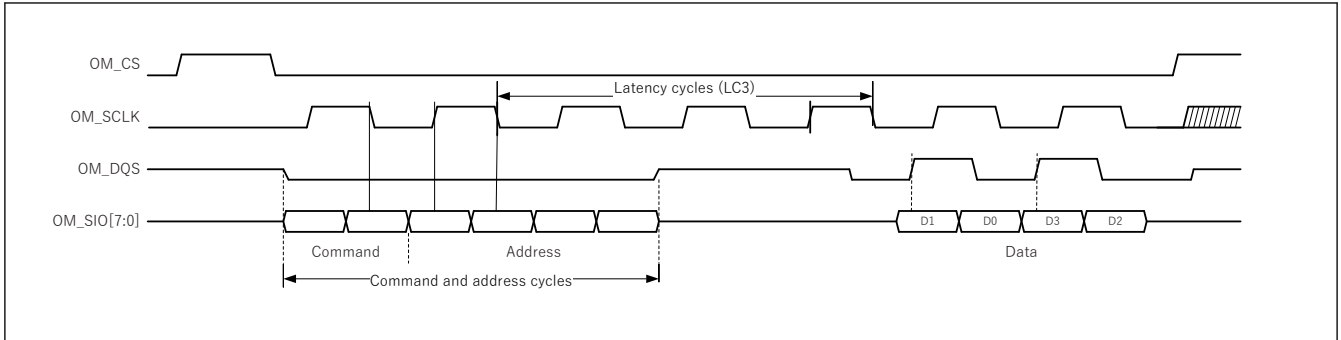 OM_CS
Latency cycles (LC3)
OM_SCLK
OM_DQS
OM_SIO[7:0]
D1 D0 D3 D2
Command Address Data
Command and address cycles